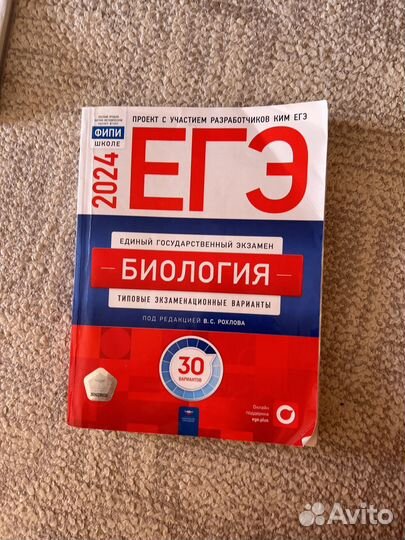 ПРОЕКТ С УЧАСТИЕМ РАЗРАБОТЧИКОВ КИМ ЕГЭ
ФИПИ
ШКОЛЕ
2024
ЕГЭ
ЕДИНЫЙ ГОСУДАРСТВЕННЫЙ ЭКЗАМЕН
БИОЛОГИЯ
ТИПОВЫЕ ЭКЗАМЕНАЦИОННЫЕ ВАРИАНТЫ
ПОД РЕДАКЦИЕЙ В.С. РОХЛОВА
30
ВАРИАНТОВ
Онлайн
поддержка
Avito